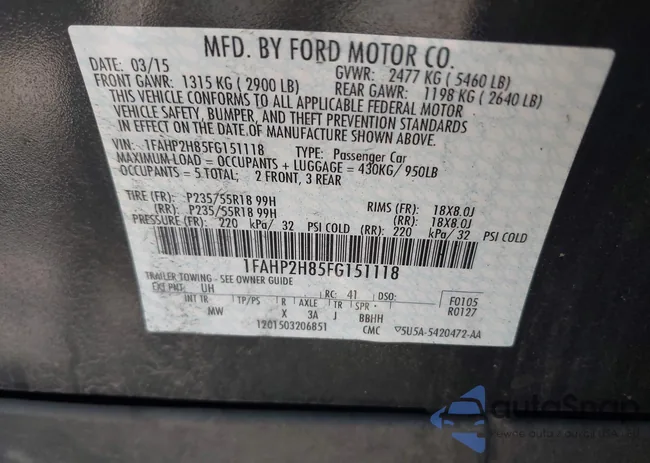 MFD. BY FORD MOTOR CO.
DATE: 03/15 GVWR: 2477 KG ( 5460 LB)
FRONT GAWR: 1315 KG ( 2900 LB) REAR GAWR: 1198 KG ( 2640 LB)
THIS VEHICLE CONFORMS TO ALL APPLICABLE FEDERAL MOTOR
VEHICLE SAFETY, BUMPER, AND THEFT PREVENTION STANDARDS
IN EFFECT ON THE DATE OF MANUFACTURE SHOWN ABOVE.
VIN: 1FAHP2H85FG151118 TYPE: Passenger Car
MAXIMUM-LOAD = OCCUPANTS + LUGGAGE = 430KG/ 950LB
OCCUPANTS = 5 TOTAL; 2 FRONT, 3 REAR
TIRE (FR): P235/55R18 99H RIMS (FR): 18X8.0J
(RR): P235/55R18 99H (RR): 18X8.0J
PRESSURE (FR): 220 kPa/ 32 PSI COLD (RR): 220 kPa/ 32 PSI COLD
1FAHP2H85FG151118
TRAILER TOWING - SEE OWNER GUIDE
EXT PNT: UH RC: 41 DSO: F0105
INT TR TP/PS R AXLE TR SPR R0127
MW X 3A J BBHH
1201503206851 CMC 5U5A-5420472-AA
autoSnap